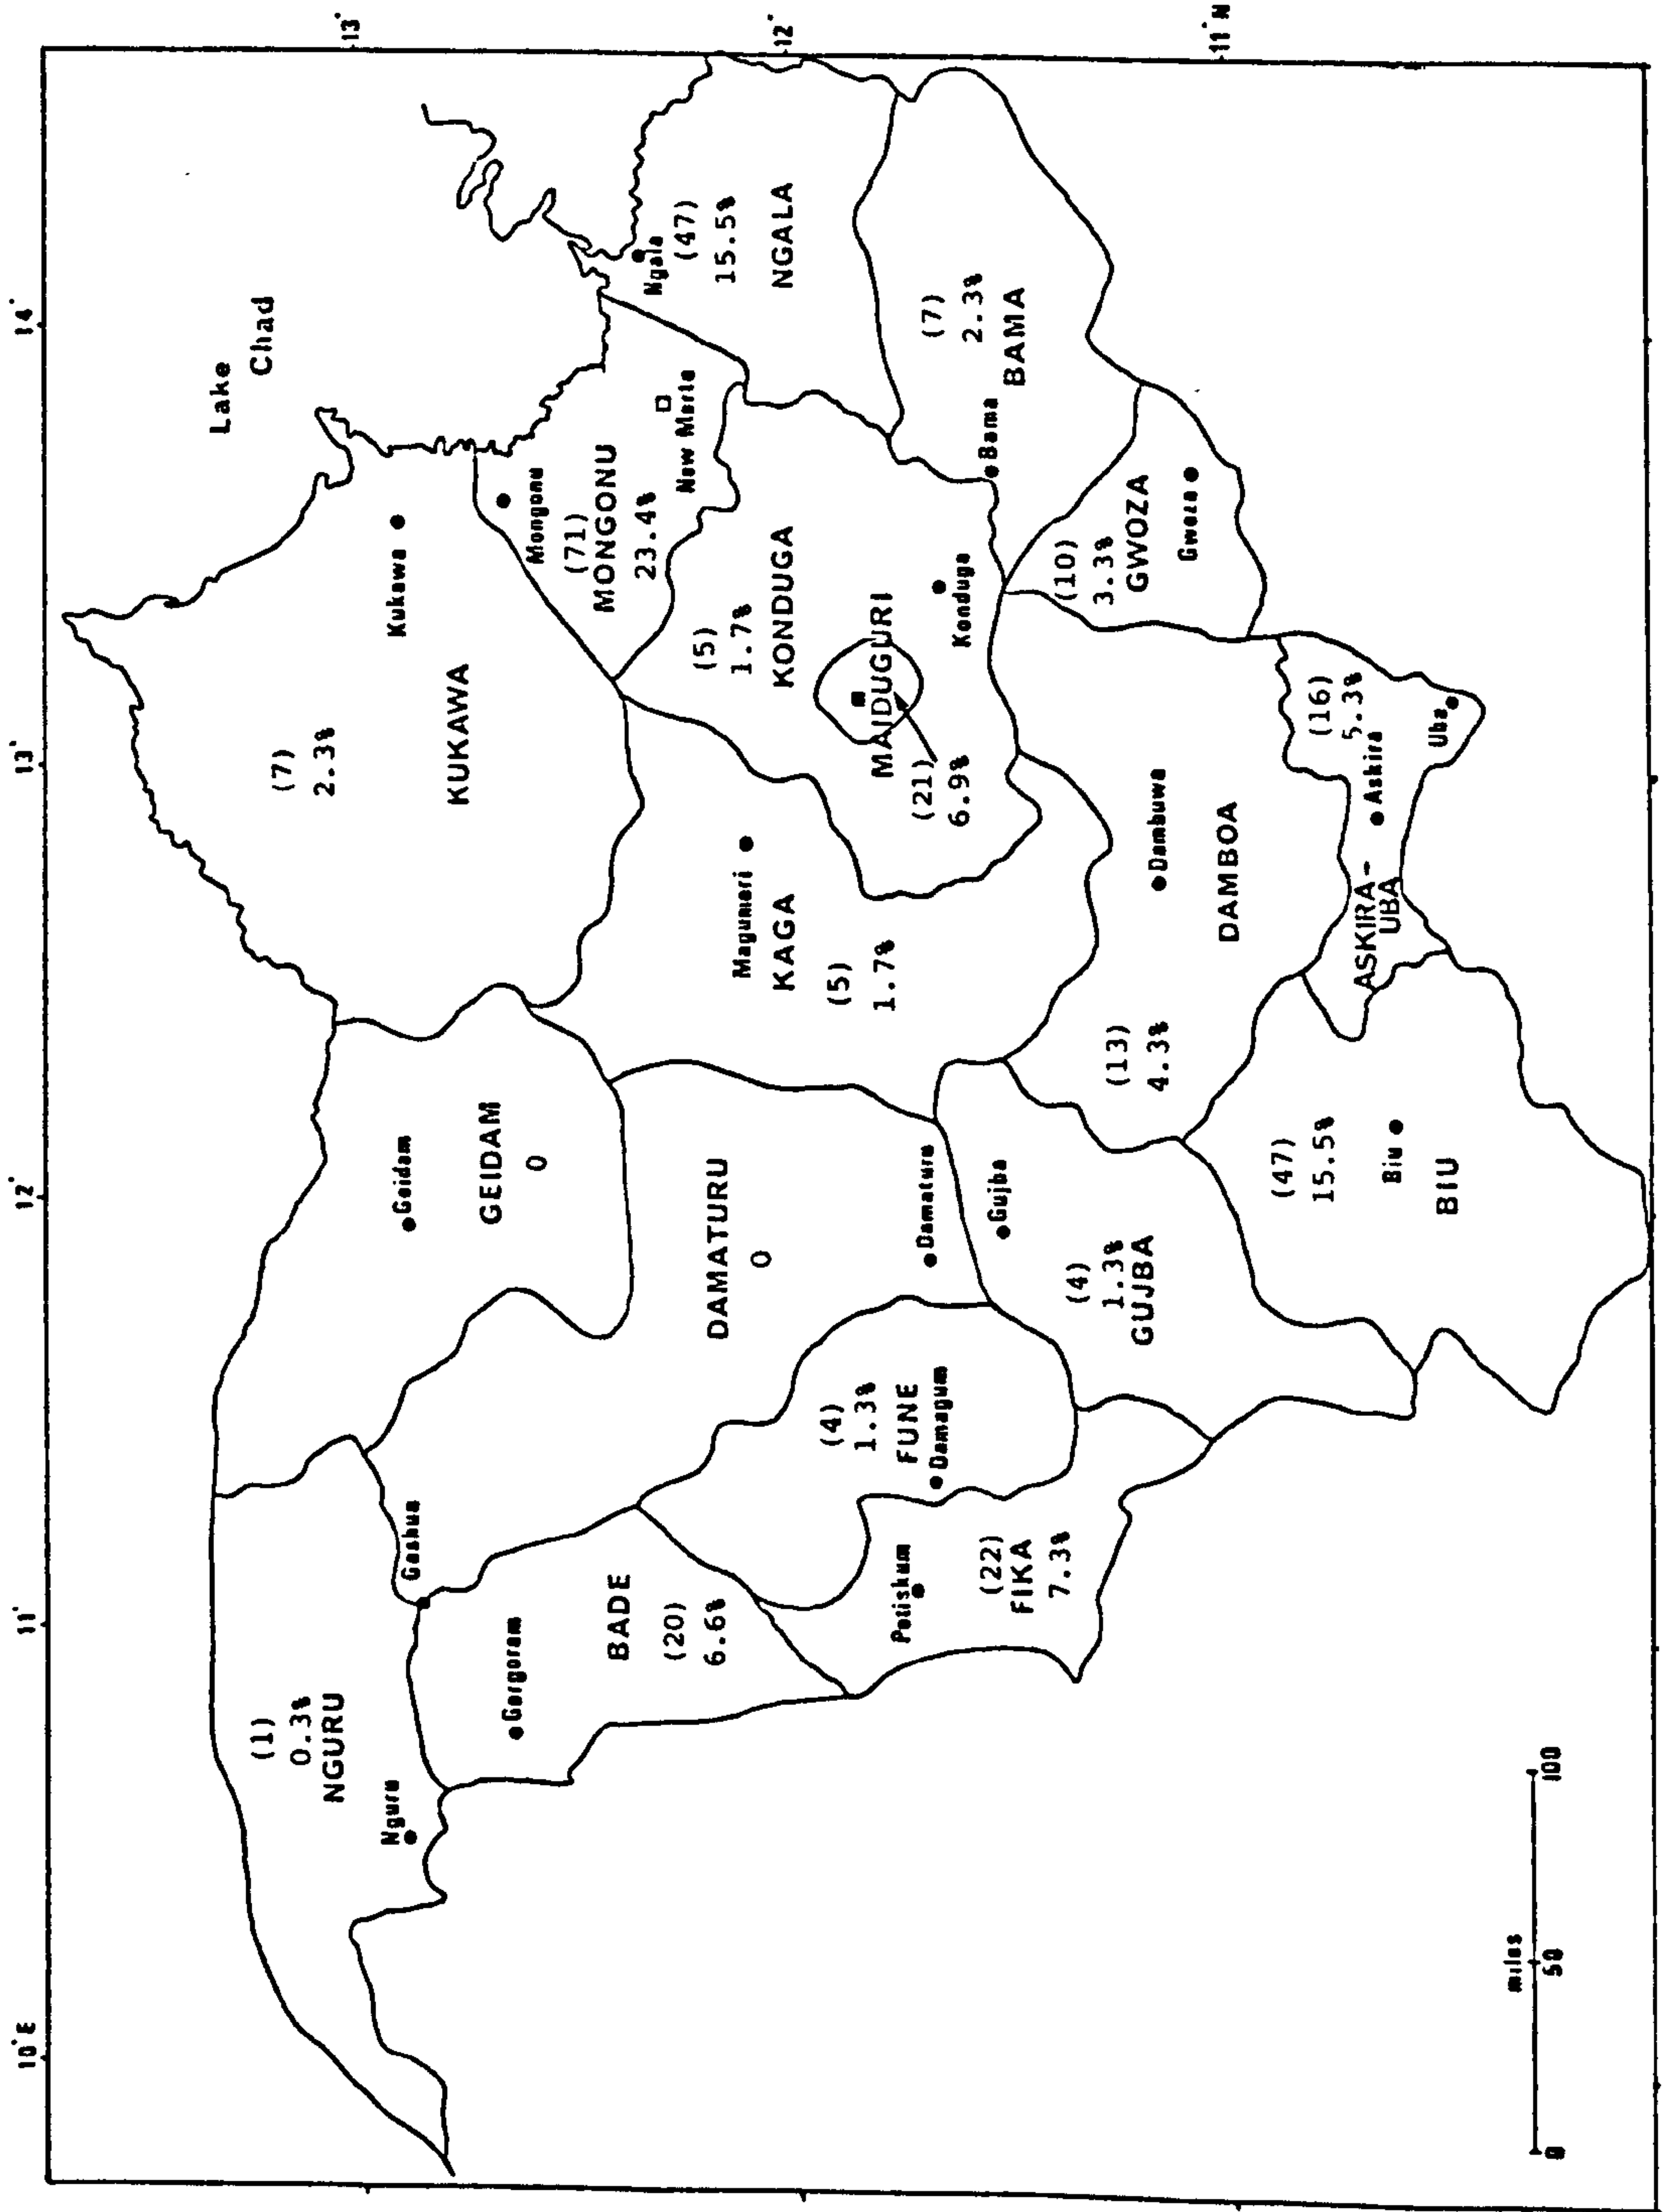 10°E
11°
12°
13°
14°
13°
12°
11°N
Lake
Chad
(7)
2.3%
KUKAWA
Kukawa
Mongonu
(71)
MONGONU
23.4%
New Marte
Ngala
(47)
15.5%
NGALA
(1)
0.3%
NGURU
Nguru
Gashua
Geidam
GEIDAM
0
Gorgoram
BADE
(20)
6.6%
DAMATURU
0
Damaturu
Magumeri
KAGA
(5)
1.7%
(5)
1.7%
KONDUGA
MAIDUGURI
(21)
6.9%
Konduga
(7)
2.3%
BAMA
Bama
(4)
1.3%
FUNE
Damagum
Potiskum
(22)
FIKA
7.3%
Gujba
(4)
1.3%
GUJBA
(13)
4.3%
Dambuwa
DAMBOA
(10)
3.3%
GWOZA
Gwoza
(47)
15.5%
Biu
BIU
(16)
5.3%
Askira
Uba
ASKIRA-
UBA
miles
0 50 100